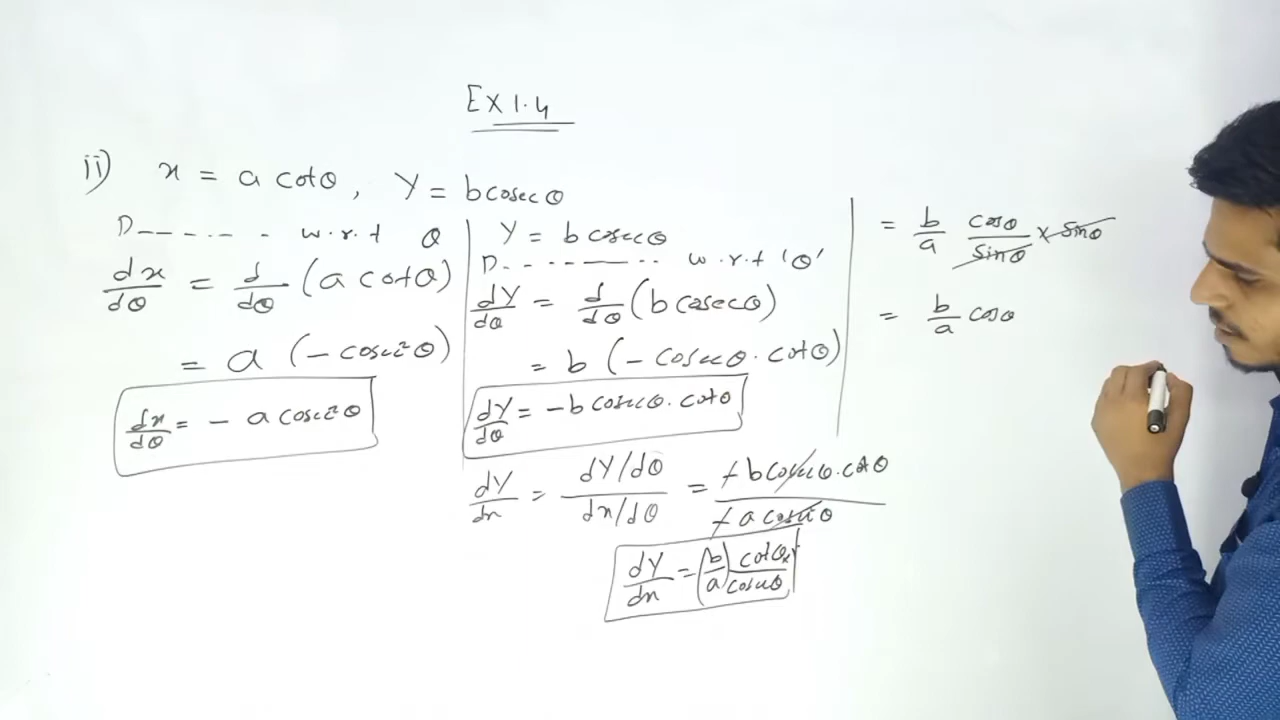 Ex 1.4
ii) x = a cotθ, Y = b cosec θ
D------ w.r.t θ
dx/dθ = d/dθ (a cotθ)
= a (- cosec²θ)
dx/dθ = - a cosec²θ
Y = b cosecθ
D--------- w.r.t 'θ'
dY/dθ = d/dθ (b cosecθ)
= b (- cosecθ . cotθ)
dY/dθ = -b cosecθ . cotθ
dY/dx = dY/dθ / dx/dθ = - b cosecθ . cotθ / - a cosec²θ
dY/dx = (b/a) cotθ / cosecθ
= b/a cosθ/sinθ × sinθ
= b/a cosθ